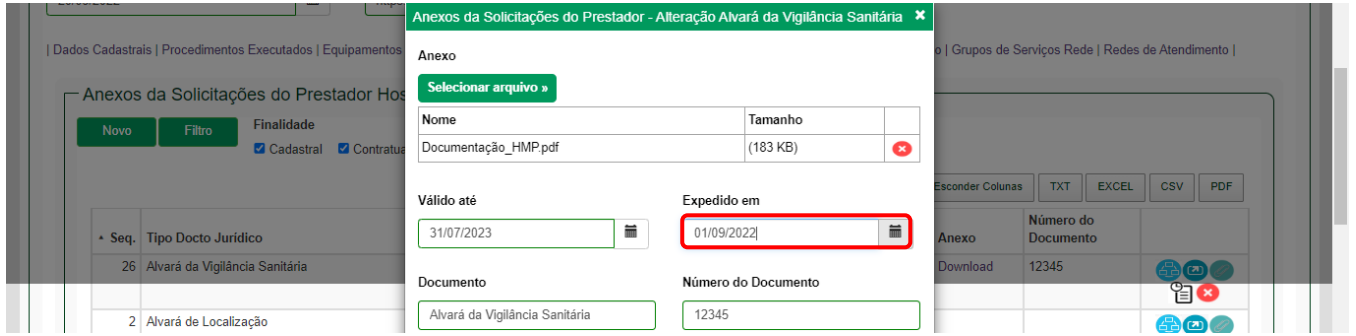 Anexos da Solicitações do Prestador - Alteração Alvará da Vigilância Sanitária ×
| Dados Cadastrais | Procedimentos Executados | Equipamentos
o | Grupos de Serviços Rede | Redes de Atendimento |
Anexo
Selecionar arquivo »
Nome Tamanho
Documentação_HMP.pdf (183 KB)
Válido até Expedido em
31/07/2023 01/09/2022
Documento Número do Documento
Alvará da Vigilância Sanitária 12345
Anexos da Solicitações do Prestador Hos
Novo Filtro Finalidade
Cadastral Contratua
Esconder Colunas TXT EXCEL CSV PDF
Seq. Tipo Docto Jurídico Anexo Número do
Documento
26 Alvará da Vigilância Sanitária Download 12345
2 Alvará de Localização